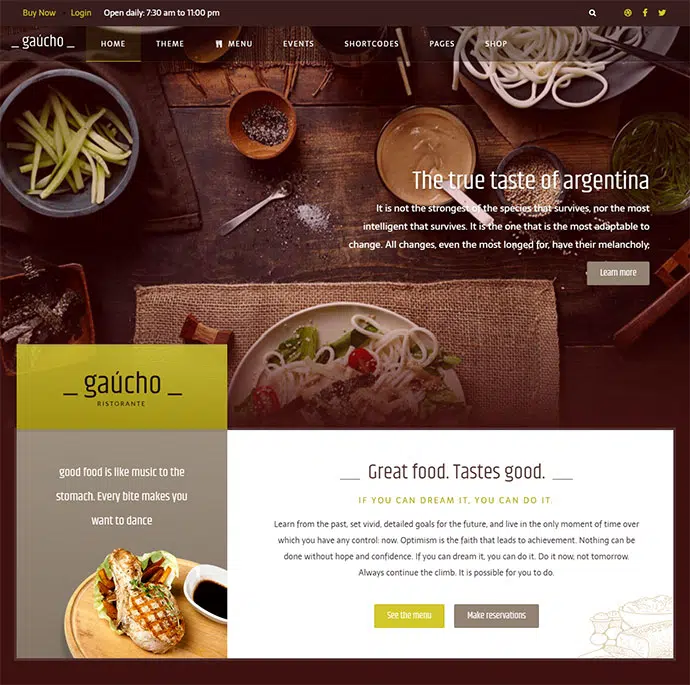 Buy Now · Login Open daily: 7:30 am to 11:00 pm
_ gaúcho _ HOME THEME MENU EVENTS SHORTCODES PAGES SHOP
The true taste of argentina
It is not the strongest of the species that survives, nor the most
intelligent that survives. It is the one that is the most adaptable to
change. All changes, even the most longed for, have their melancholy;
Learn more
_ gaúcho _
RISTORANTE
good food is like music to the
stomach. Every bite makes you
want to dance
Great food. Tastes good.
IF YOU CAN DREAM IT, YOU CAN DO IT.
Learn from the past, set vivid, detailed goals for the future, and live in the only moment of time over
which you have any control: now. Optimism is the faith that leads to achievement. Nothing can be
done without hope and confidence. If you can dream it, you can do it. Do it now, not tomorrow.
Always continue the climb. It is possible for you to do.
See the menu Make reservations